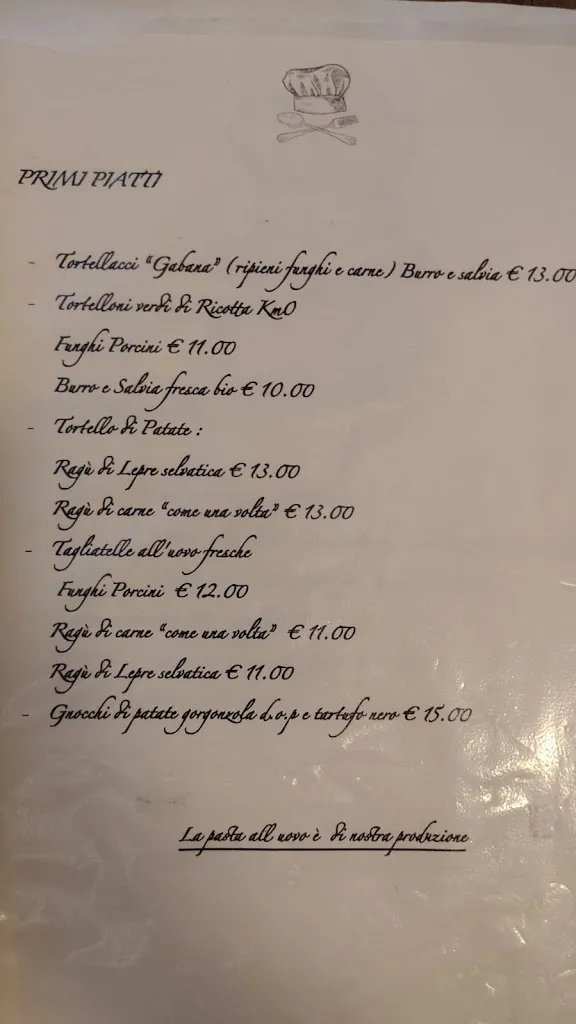 PRIMI PIATTI
- Tortellacci "Gabana" (ripieni funghi e carne) Burro e salvia € 13.00
- Tortelloni verdi di Ricotta Km0
Funghi Porcini € 11.00
Burro e Salvia fresca bio € 10.00
- Tortello di Patate :
Ragù di Lepre selvatica € 13.00
Ragù di carne "come una volta" € 13.00
- Tagliatelle all'uovo fresche
Funghi Porcini € 12.00
Ragù di carne "come una volta" € 11.00
Ragù di Lepre selvatica € 11.00
- Gnocchi di patate gorgonzola d.o.p e tartufo nero € 15.00
La pasta all uovo è di nostra produzione